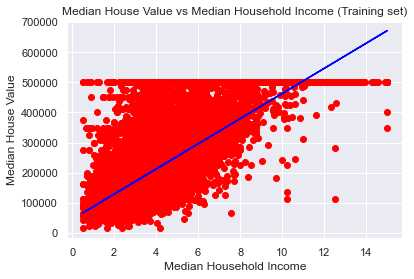 Median House Value vs Median Household Income (Training set)
700000
600000
500000
400000
300000
200000
100000
0
Median House Value
0 2 4 6 8 10 12 14
Median Household Income